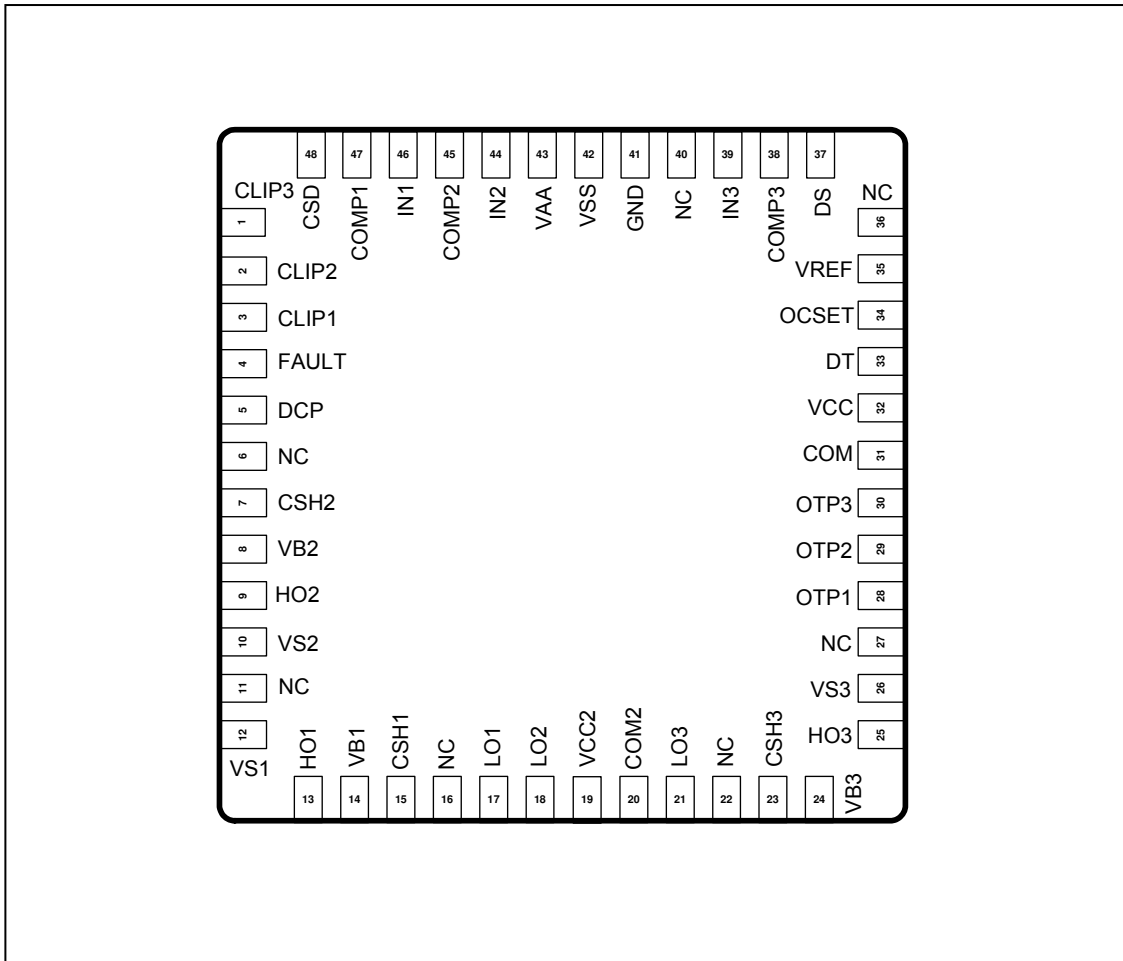 48 47 46 45 44 43 42 41 40 39 38 37
CSD COMP1 IN1 COMP2 IN2 VAA VSS GND NC IN3 COMP3 DS
CLIP3
1
2 CLIP2
3 CLIP1
4 FAULT
5 DCP
6 NC
7 CSH2
8 VB2
9 HO2
10 VS2
11 NC
12
VS1
NC
36
VREF 35
OCSET 34
DT 33
VCC 32
COM 31
OTP3 30
OTP2 29
OTP1 28
NC 27
VS3 26
HO3 25
HO1 VB1 CSH1 NC LO1 LO2 VCC2 COM2 LO3 NC CSH3 VB3
13 14 15 16 17 18 19 20 21 22 23 24